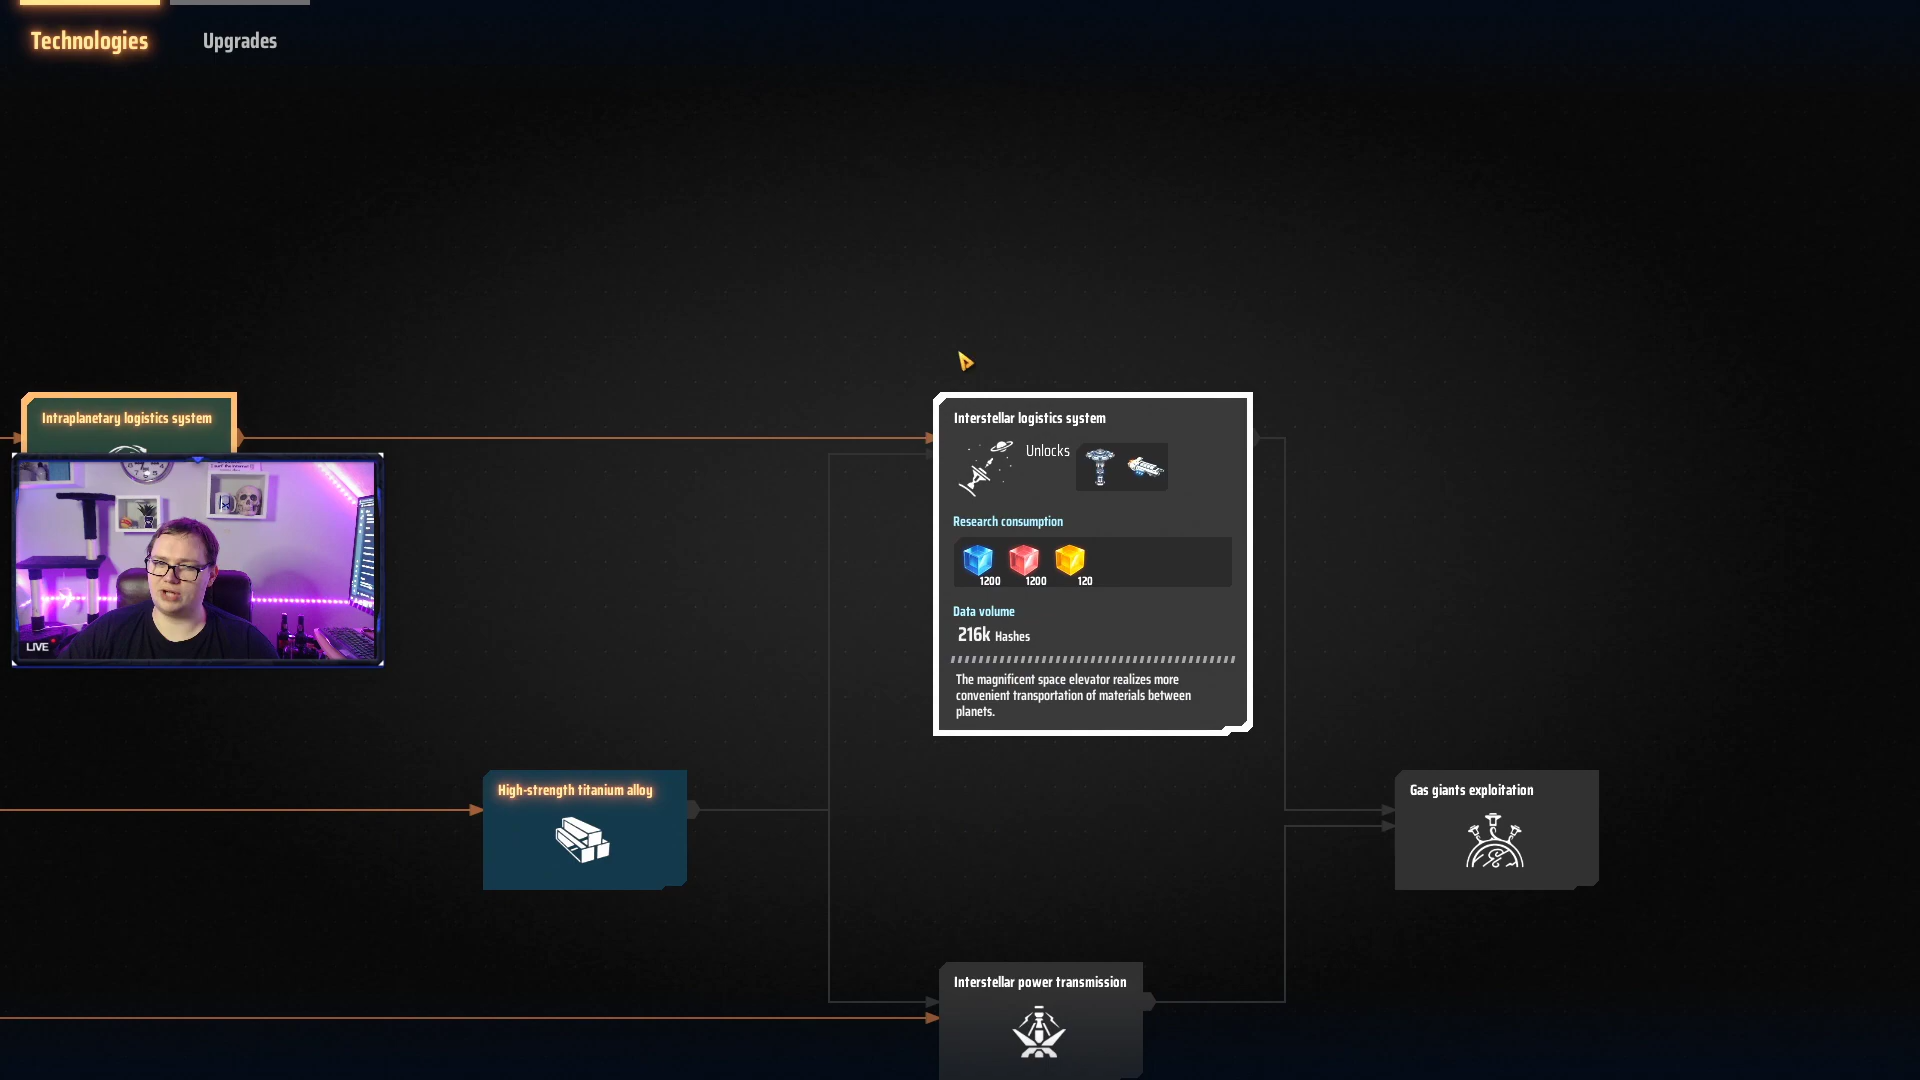 Technologies
Upgrades
Intraplanetary logistics system
LIVE
Interstellar logistics system
Unlocks
Research consumption
1200 1200 120
Data volume
216k Hashes
The magnificent space elevator realizes more
convenient transportation of materials between
planets.
High-strength titanium alloy
Gas giants exploitation
Interstellar power transmission